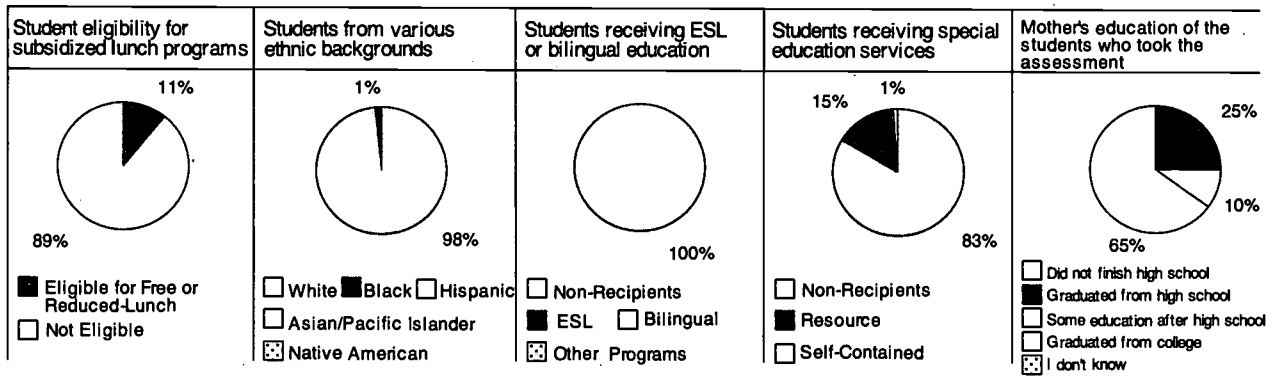 Student eligibility for
subsidized lunch programs
11%
89%
Eligible for Free or
Reduced-Lunch
Not Eligible
Students from various
ethnic backgrounds
1%
98%
White Black Hispanic
Asian/Pacific Islander
Native American
Students receiving ESL
or bilingual education
100%
Non-Recipients
ESL Bilingual
Other Programs
Students receiving special
education services
15% 1%
83%
Non-Recipients
Resource
Self-Contained
Mother's education of the
students who took the
assessment
25%
10%
65%
Did not finish high school
Graduated from high school
Some education after high school
Graduated from college
I don't know